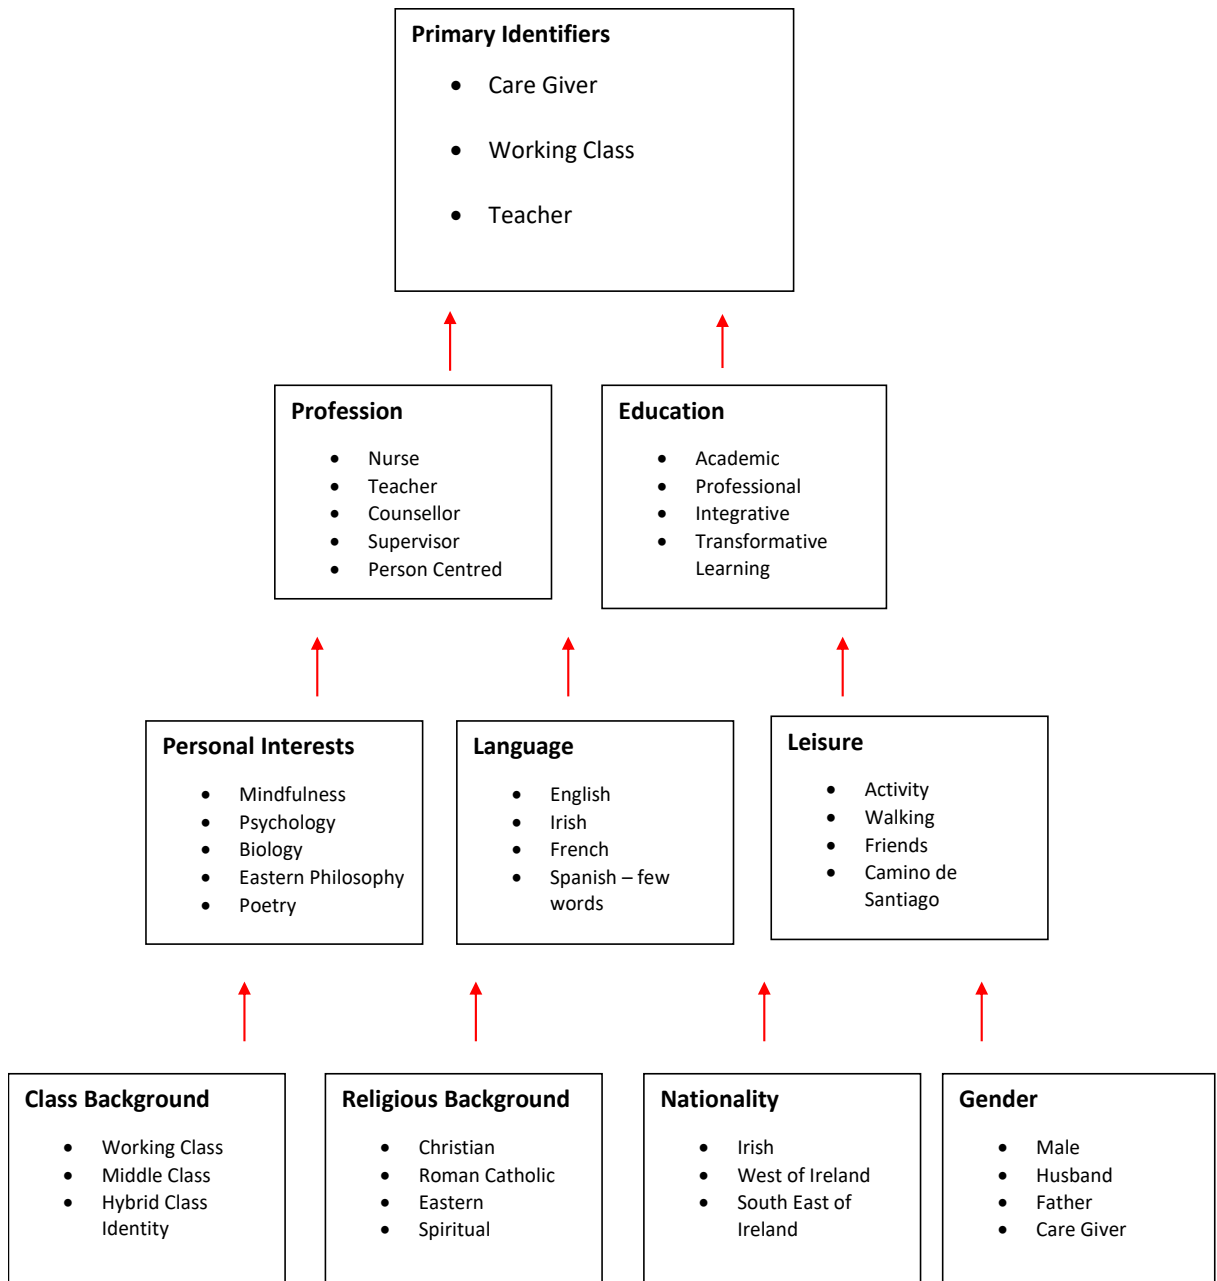 Primary Identifiers
• Care Giver
• Working Class
• Teacher
Profession
• Nurse
• Teacher
• Counsellor
• Supervisor
• Person Centred
Education
• Academic
• Professional
• Integrative
• Transformative
Learning
Personal Interests
• Mindfulness
• Psychology
• Biology
• Eastern Philosophy
• Poetry
Language
• English
• Irish
• French
• Spanish – few
words
Leisure
• Activity
• Walking
• Friends
• Camino de
Santiago
Class Background
• Working Class
• Middle Class
• Hybrid Class
Identity
Religious Background
• Christian
• Roman Catholic
• Eastern
• Spiritual
Nationality
• Irish
• West of Ireland
• South East of
Ireland
Gender
• Male
• Husband
• Father
• Care Giver